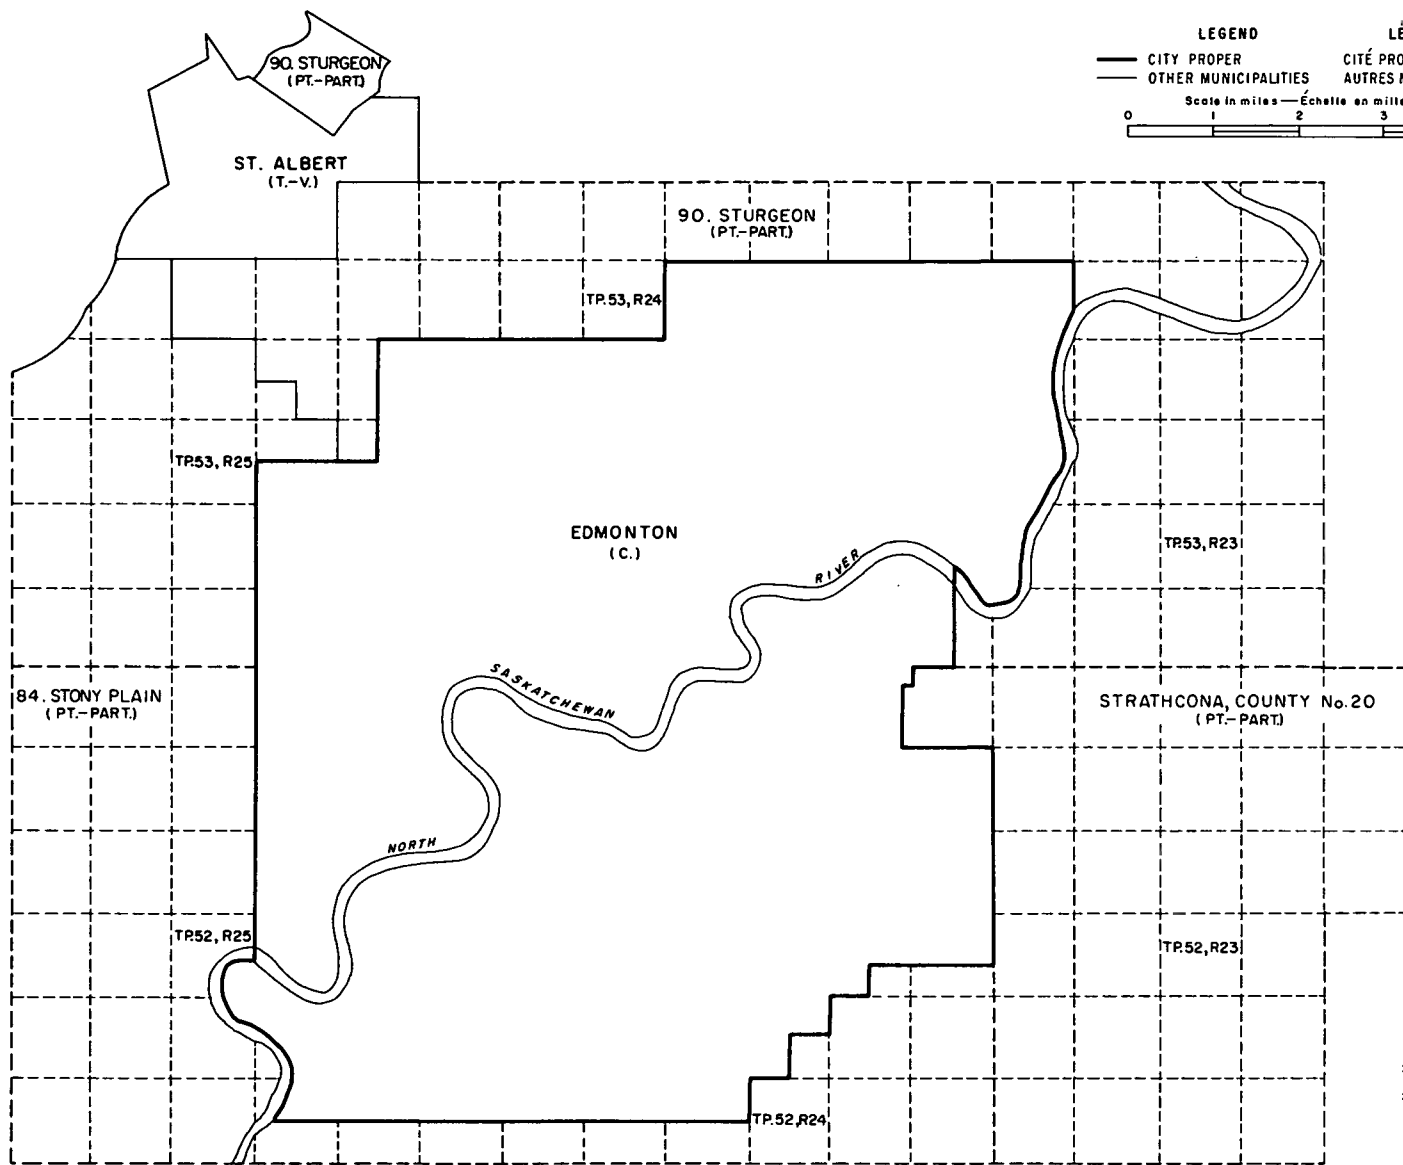 LEGEND
CITY PROPER
OTHER MUNICIPALITIES
CITÉ
AUTRES
Scale in miles — Échelle en
0 1 2 3
90. STURGEON
(PT.-PART.)
ST. ALBERT
(T.-V.)
90. STURGEON
(PT.-PART.)
TP.53, R24
TP.53, R25
EDMONTON
(C.)
RIVER
TP.53, R23
SASKATCHEWAN
84. STONY PLAIN
(PT.-PART.)
STRATHCONA, COUNTY No. 20
(PT.-PART.)
NORTH
TP.52, R25
TP.52, R23
TP.52, R24